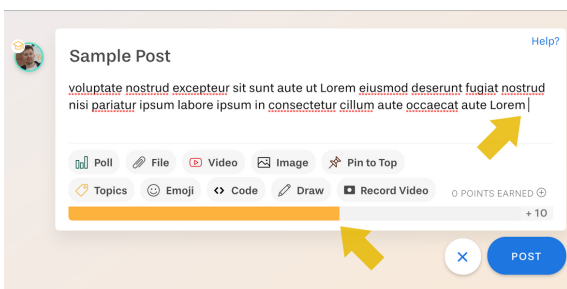 Help?
Sample Post
voluptate nostrud excepteur sit sunt aute ut Lorem eiusmod deserunt fugiat nostrud
nisi pariatur ipsum labore ipsum in consectetur cillum aute occaecat aute Lorem
Poll File Video Image Pin to Top
Topics Emoji Code Draw Record Video 0 POINTS EARNED
+ 10
POST